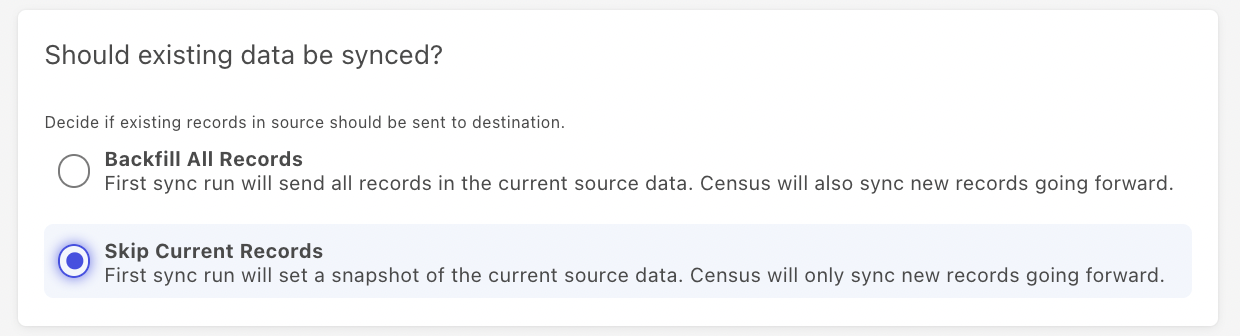 Should existing data be synced?
Decide if existing records in source should be sent to destination.
Backfill All Records
First sync run will send all records in the current source data. Census will also sync new records going forward.
Skip Current Records
First sync run will set a snapshot of the current source data. Census will only sync new records going forward.